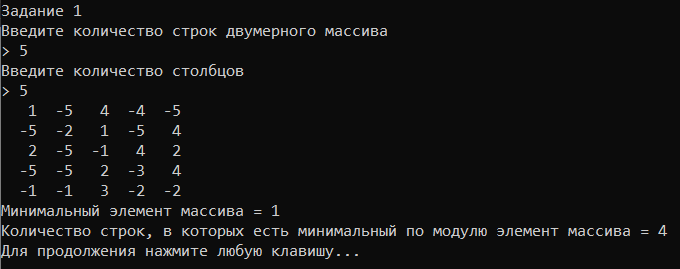 Задание 1
Введите количество строк двумерного массива
> 5
Введите количество столбцов
> 5
1 -5 4 -4 -5
-5 -2 1 -5 4
2 -5 -1 4 2
-5 -5 2 -3 4
-1 -1 3 -2 -2
Минимальный элемент массива = 1
Количество строк, в которых есть минимальный по модулю элемент массива = 4
Для продолжения нажмите любую клавишу...